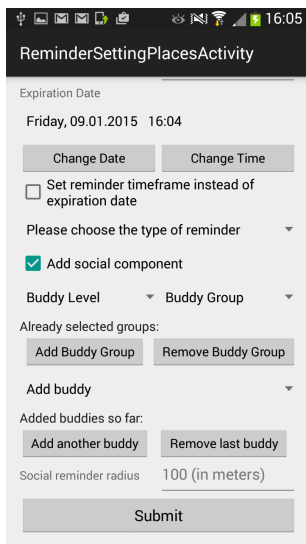 16:05
ReminderSettingPlacesActivity
Expiration Date
Friday, 09.01.2015 16:04
Change Date Change Time
Set reminder timeframe instead of
expiration date
Please choose the type of reminder
Add social component
Buddy Level Buddy Group
Already selected groups:
Add Buddy Group Remove Buddy Group
Add buddy
Added buddies so far:
Add another buddy Remove last buddy
Social reminder radius 100 (in meters)
Submit